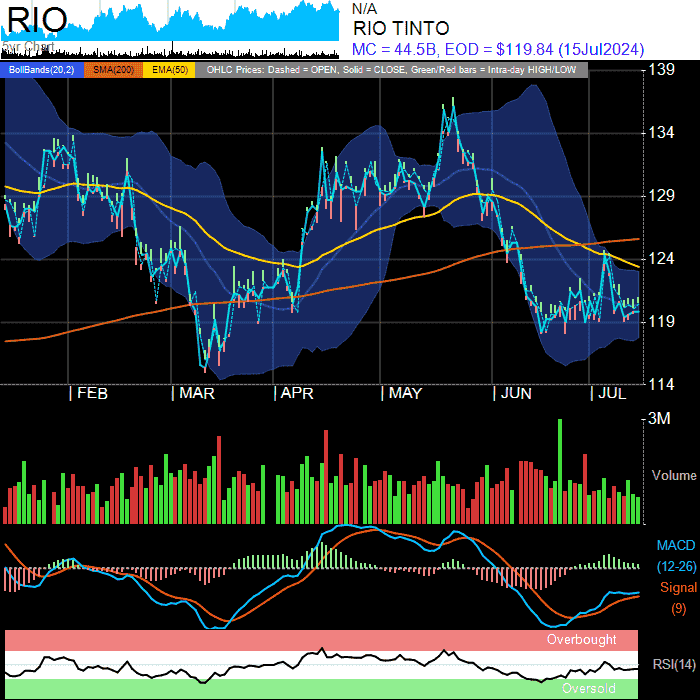 RIO
N/A
RIO TINTO
5yr Chart
MC = 44.5B, EOD = $119.84 (15Jul2024)
BollBands(20,2) SMA(200) EMA(50) OHLC Prices: Dashed = OPEN, Solid = CLOSE, Green/Red bars = Intra-day HIGH/LOW
139
134
129
124
119
114
FEB MAR APR MAY JUN JUL
3M
Volume
MACD
(12-26)
Signal
(9)
Overbought
RSI(14)
Oversold